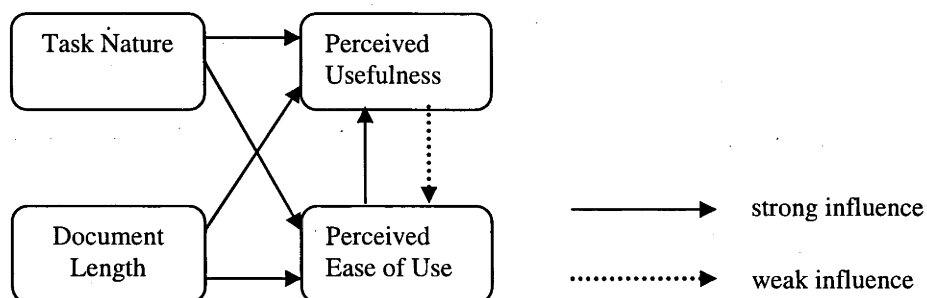 Task Nature
Perceived
Usefulness
Document
Length
Perceived
Ease of Use
strong influence
weak influence